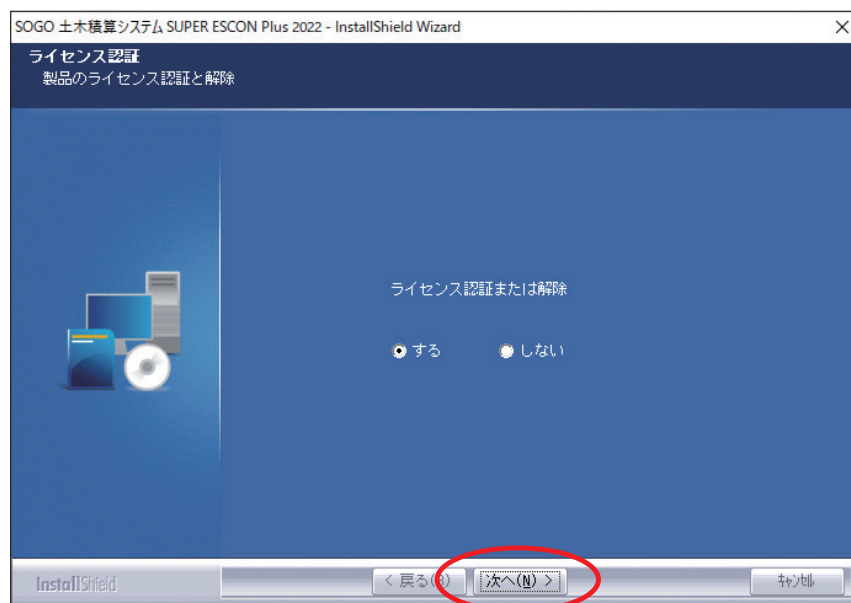 SOGO 土木積算システム SUPER ESCON Plus 2022 - InstallShield Wizard
ライセンス認証
製品のライセンス認証と解除
ライセンス認証または解除
する しない
InstallShield < 戻る(B) 次へ(N) > キャンセル